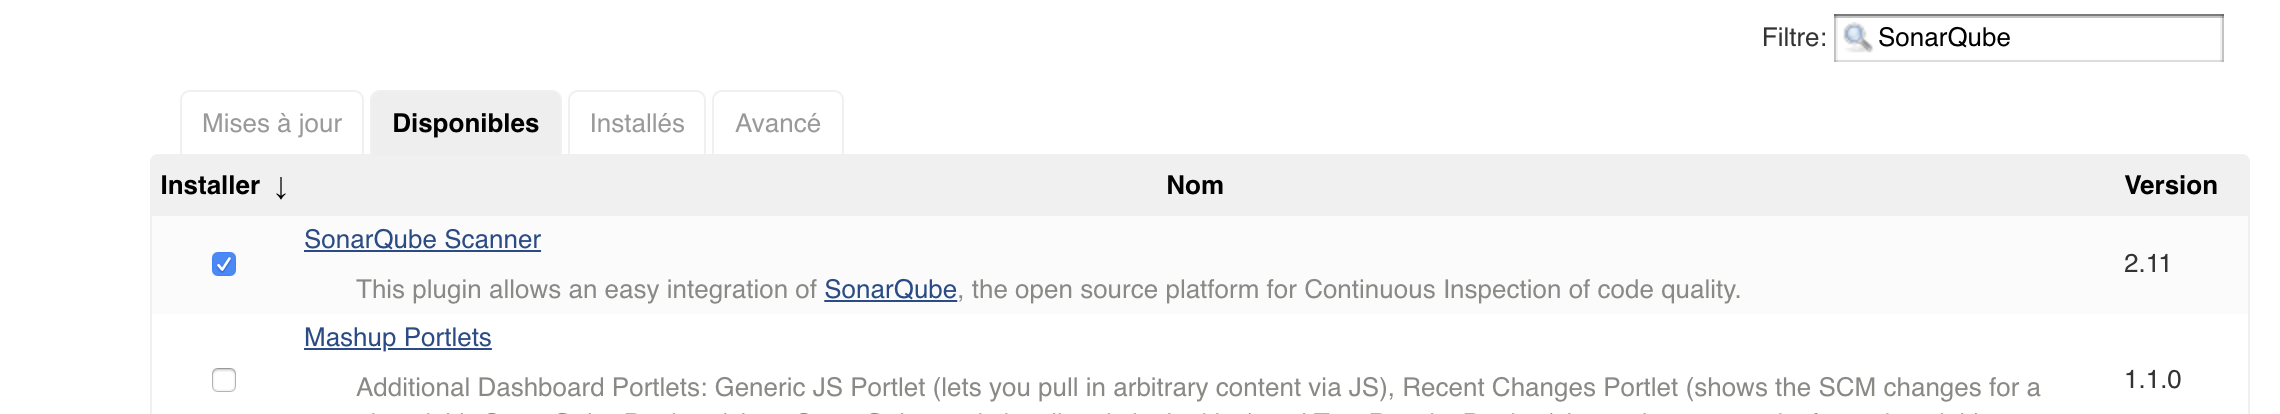 Filtre: SonarQube
Mises à jour Disponibles Installés Avancé
Installer ↓ Nom Version
SonarQube Scanner
This plugin allows an easy integration of SonarQube, the open source platform for Continuous Inspection of code quality.
2.11
Mashup Portlets
Additional Dashboard Portlets: Generic JS Portlet (lets you pull in arbitrary content via JS), Recent Changes Portlet (shows the SCM changes for a
1.1.0